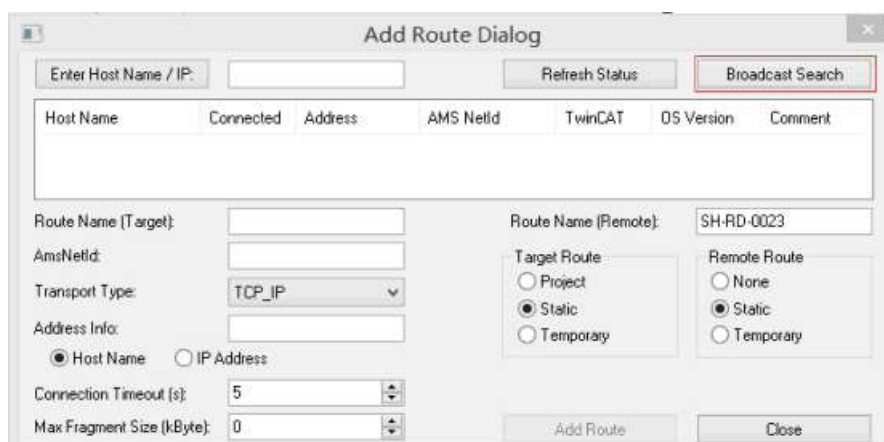 Add Route Dialog
Enter Host Name / IP: Refresh Status Broadcast Search
Host Name Connected Address AMS NetId TwinCAT OS Version Comment
Route Name (Target): Route Name (Remote): SH-RD-0023
AmsNetId: Target Route Remote Route
Transport Type: TCP_IP Project None
Static Static
Address Info: Temporary Temporary
Host Name IP Address
Connection Timeout (s): 5
Max Fragment Size (kByte): 0 Add Route Close